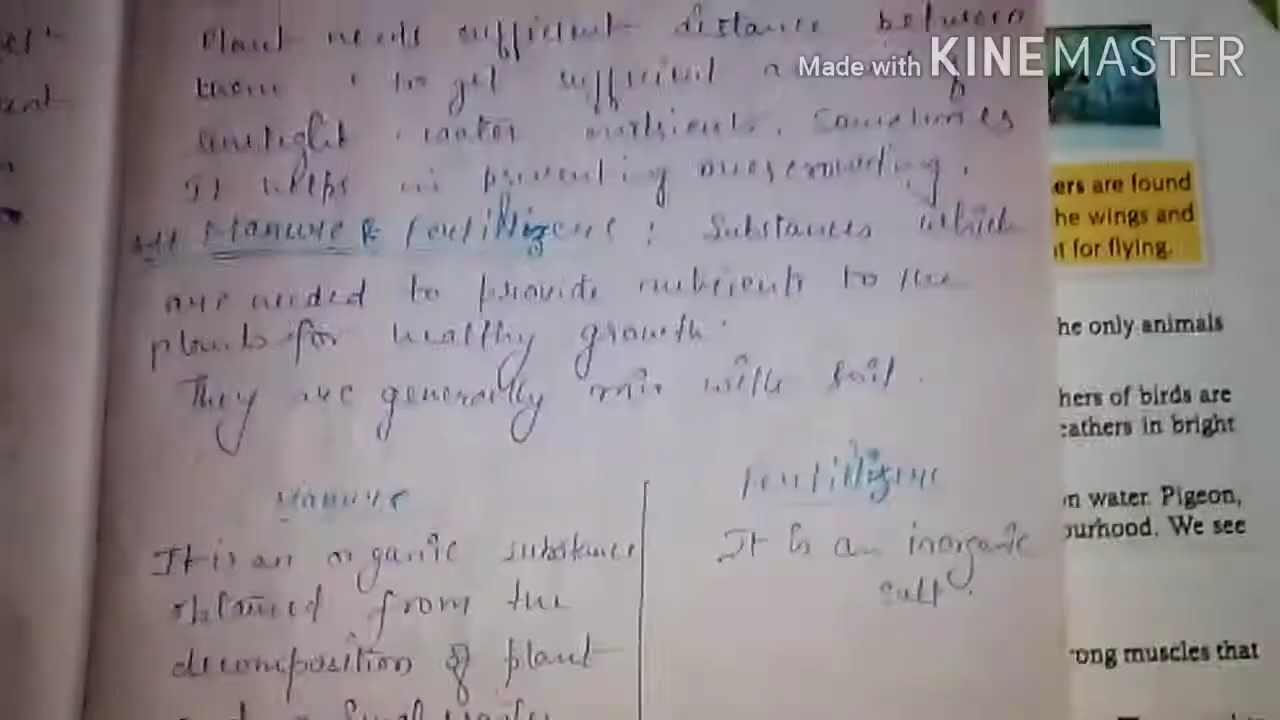 Plant needs sufficient distance between
them to get sufficient
sunlight, water nutrients. Sometimes
It helps in preventing overcrowding.
Manure & fertillizers : Substances which
are needed to provide nutrients to the
plants for healthy growth.
They are generally mix with soil.
Manure
It is an organic substance
obtained from the
decomposition of plant
fertillizers
It is an inorganic
salt.
Made with KINEMASTER
ers are found
he wings and
t for flying.
he only animals
hers of birds are
eathers in bright
n water. Pigeon,
ourhood. We see
ong muscles that